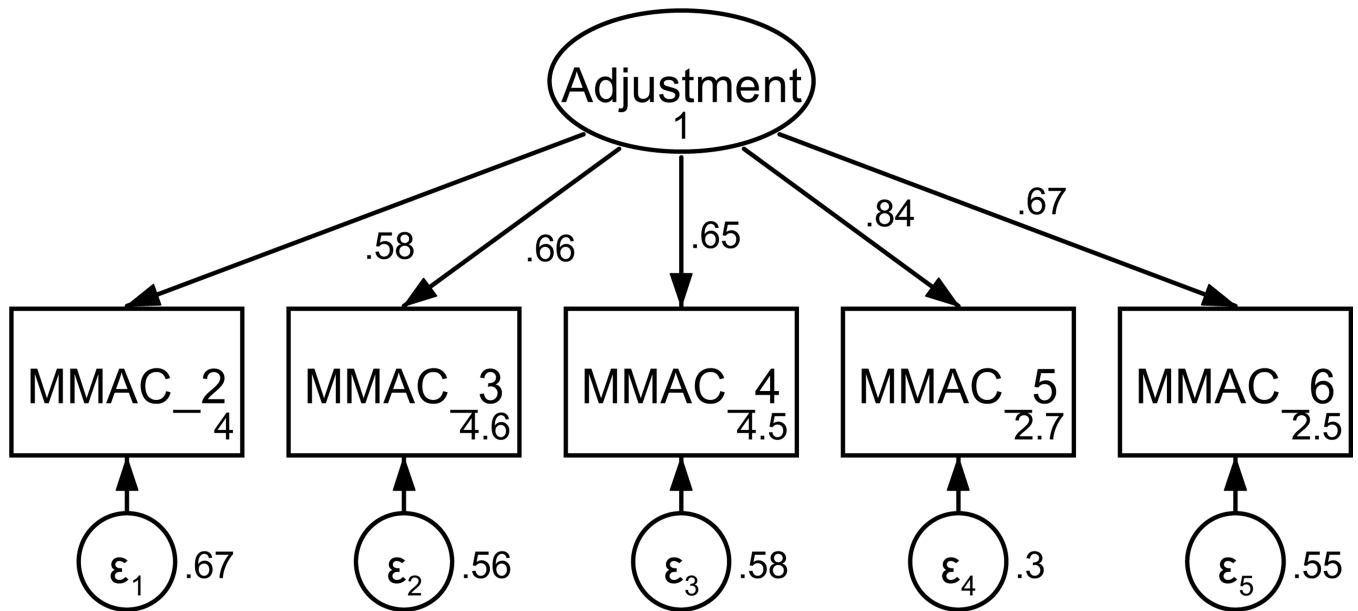 Adjustment
1
.58
.66
.65
.84
.67
MMAC_2
4
MMAC_3
4.6
MMAC_4
4.5
MMAC_5
2.7
MMAC_6
2.5
ε1
.67
ε2
.56
ε3
.58
ε4
.3
ε5
.55